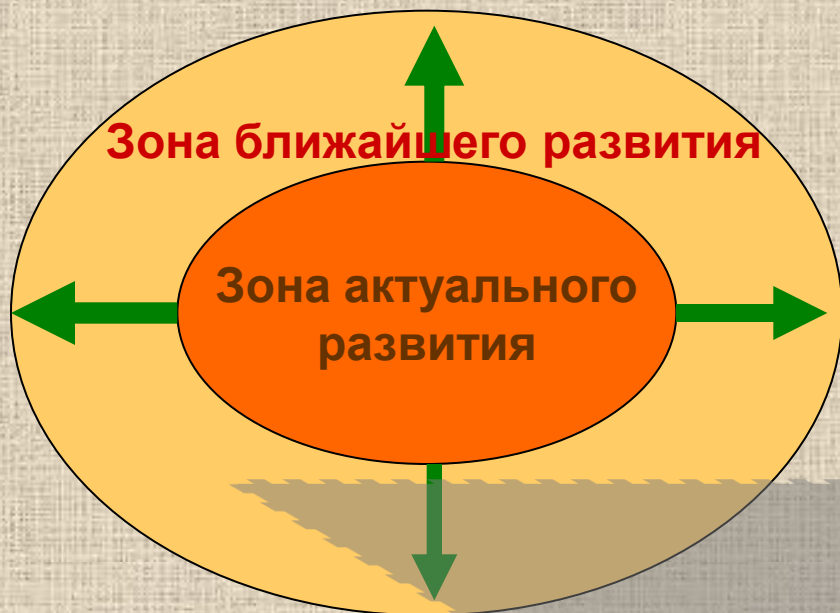 Зона ближайшего развития
Зона актуального
развития